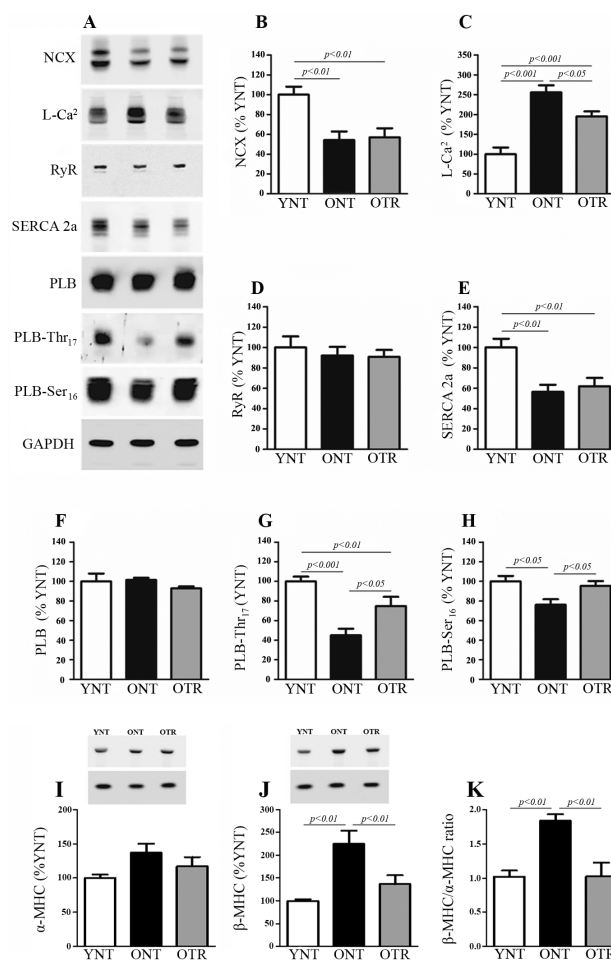 A
NCX
L-Ca²
RyR
SERCA 2a
PLB
PLB-Thr₁₇
PLB-Ser₁₆
GAPDH
B
NCX (% YNT)
140
120
100
80
60
40
20
0
p<0.01
p<0.01
YNT ONT OTR
C
L-Ca² (% YNT)
350
300
250
200
150
100
50
0
p<0.001
p<0.001 p<0.05
YNT ONT OTR
D
RyR (% YNT)
140
120
100
80
60
40
20
0
YNT ONT OTR
E
SERCA 2a (% YNT)
140
120
100
80
60
40
20
0
p<0.01
p<0.01
YNT ONT OTR
F
PLB (% YNT)
140
120
100
80
60
40
20
0
YNT ONT OTR
G
PLB-Thr₁₇ (YNT)
140
120
100
80
60
40
20
0
p<0.01
p<0.001
p<0.05
YNT ONT OTR
H
PLB-Ser₁₆ (% YNT)
140
120
100
80
60
40
20
0
p<0.05 p<0.05
YNT ONT OTR
YNT ONT OTR
I
α-MHC (%YNT)
200
150
100
50
0
YNT ONT OTR
YNT ONT OTR
J
β-MHC (%YNT)
300
250
200
150
100
50
0
p<0.01 p<0.01
YNT ONT OTR
K
β-MHC/α-MHC ratio
2.0
1.5
1.0
0.5
0.0
p<0.01 p<0.01
YNT ONT OTR